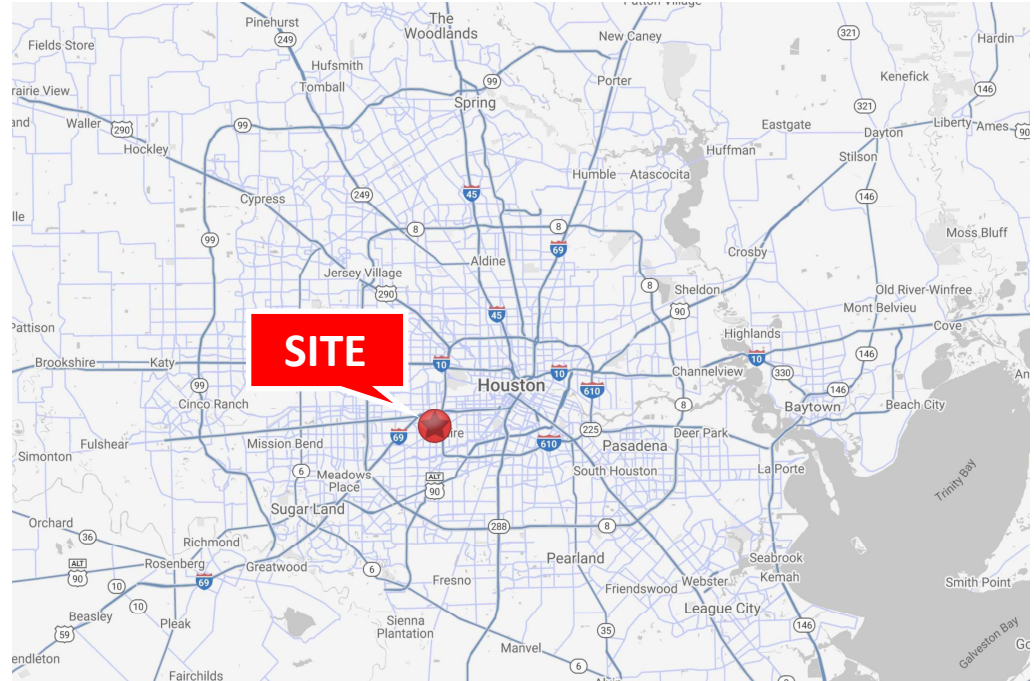 Pinehurst
The
Woodlands
New Caney
321
Hardin
Fields Store
249
Hufsmith
Tomball
99
Porter
Kenefick
146
Spring
321
Waller
290
99
Eastgate
Liberty
Ames
90
Dayton
Hockley
Huffman
Stilson
Humble
Atascocita
45
249
146
Cypress
8
8
Moss Bluff
99
69
Crosby
Aldine
Jersey Village
8
Sheldon
290
Old River-Winfree
90
Mont Belvieu
45
Cove
Highlands
SITE
146
Brookshire
Katy
10
10
10
Channelview
330
Houston
99
610
146
Cinco Ranch
8
Baytown
Beach City
225
Deer Park
Fulshear
Mission Bend
69
610
Pasadena
Simonton
6
South Houston
La Porte
Meadows
Place
ALT
90
Trinity Bay
Sugar Land
Orchard
288
8
36
Richmond
Pearland
Seabrook
ALT
90
Rosenberg
Greatwood
6
69
Fresno
Webster
Kemah
Smith Point
10
Friendswood
10
League City
Beasley
Sienna
Plantation
146
59
Pleak
35
Manvel
Galveston Bay
6
Fairchilds